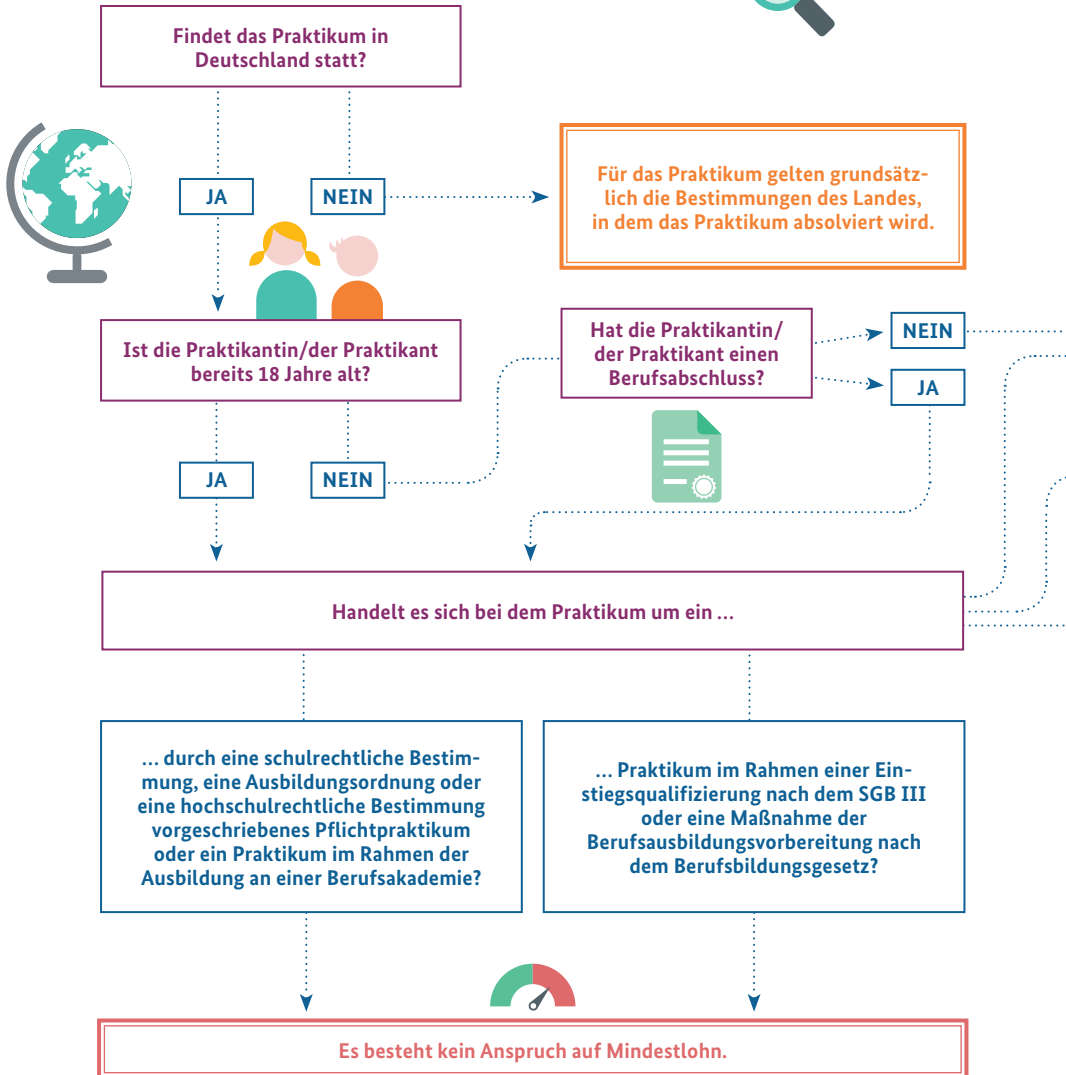 Findet das Praktikum in
Deutschland statt?
JA
NEIN
Für das Praktikum gelten grundsätz-
lich die Bestimmungen des Landes,
in dem das Praktikum absolviert wird.
Ist die Praktikantin/der Praktikant
bereits 18 Jahre alt?
Hat die Praktikantin/
der Praktikant einen
Berufsabschluss?
NEIN
JA
JA
NEIN
Handelt es sich bei dem Praktikum um ein …
… durch eine schulrechtliche Bestim-
mung, eine Ausbildungsordnung oder
eine hochschulrechtliche Bestimmung
vorgeschriebenes Pflichtpraktikum
oder ein Praktikum im Rahmen der
Ausbildung an einer Berufsakademie?
… Praktikum im Rahmen einer Ein-
stiegsqualifizierung nach dem SGB III
oder eine Maßnahme der
Berufsausbildungsvorbereitung nach
dem Berufsbildungsgesetz?
Es besteht kein Anspruch auf Mindestlohn.